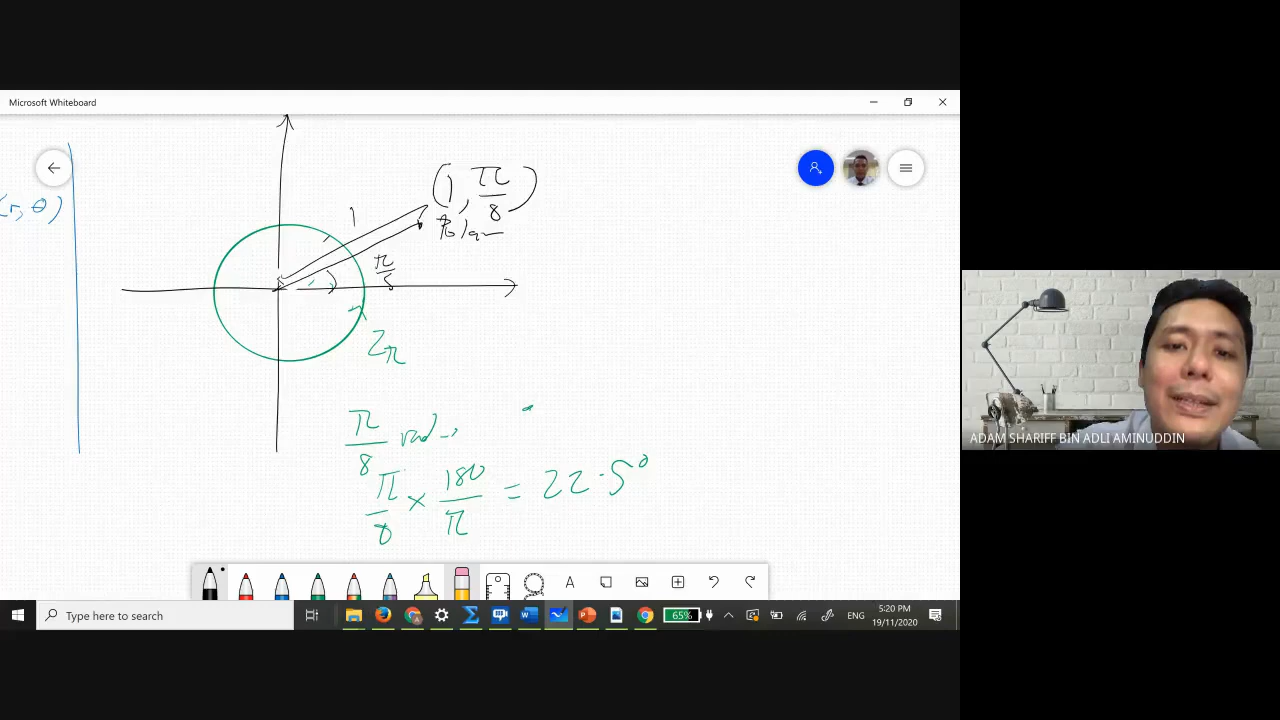 Microsoft Whiteboard
(r, θ)
(1, π/8)
Polar
1
π/8
2π
π/8 rad →
π/8 × 180/π = 22.5°
ADAM SHARIFF BIN ADLI AMINUDDIN
A
Type here to search
65%
ENG
5:20 PM
19/11/2020